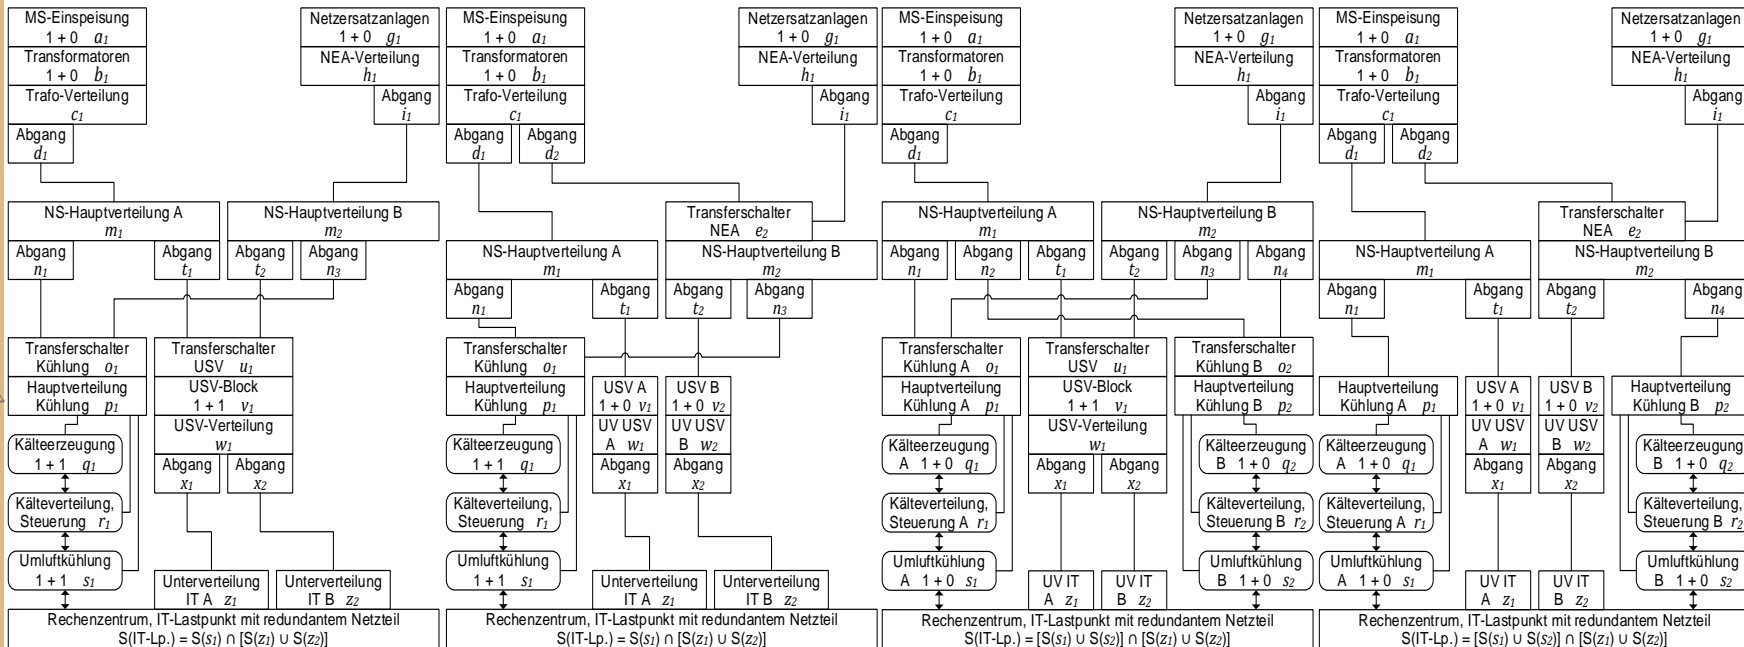 MS-Einspeisung
1 + 0 a1
Transformatoren
1 + 0 b1
Trafo-Verteilung
c1
Abgang
d1
Netzersatzanlagen
1 + 0 g1
NEA-Verteilung
h1
Abgang
i1
NS-Hauptverteilung A
m1
NS-Hauptverteilung B
m2
Abgang
n1
Abgang
t1
Abgang
t2
Abgang
n3
Transferschalter
Kühlung o1
Hauptverteilung
Kühlung p1
Kälteerzeugung
1 + 1 q1
Kälteverteilung,
Steuerung r1
Umluftkühlung
1 + 1 s1
Transferschalter
USV u1
USV-Block
1 + 1 v1
USV-Verteilung
w1
Abgang
x1
Abgang
x2
Unterverteilung
IT A z1
Unterverteilung
IT B z2
Rechenzentrum, IT-Lastpunkt mit redundantem Netzteil
S(IT-Lp.) = S(s1) ∩ [S(z1) ∪ S(z2)]
MS-Einspeisung
1 + 0 a1
Transformatoren
1 + 0 b1
Trafo-Verteilung
c1
Abgang
d1
Abgang
d2
Netzersatzanlagen
1 + 0 g1
NEA-Verteilung
h1
Abgang
i1
Transferschalter
NEA e2
NS-Hauptverteilung A
m1
NS-Hauptverteilung B
m2
Abgang
n1
Abgang
t1
Abgang
t2
Abgang
n3
Transferschalter
Kühlung o1
Hauptverteilung
Kühlung p1
Kälteerzeugung
1 + 1 q1
Kälteverteilung,
Steuerung r1
Umluftkühlung
1 + 1 s1
USV A
1 + 0 v1
UV USV
A w1
Abgang
x1
USV B
1 + 0 v2
UV USV
B w2
Abgang
x2
Unterverteilung
IT A z1
Unterverteilung
IT B z2
Rechenzentrum, IT-Lastpunkt mit redundantem Netzteil
S(IT-Lp.) = S(s1) ∩ [S(z1) ∪ S(z2)]
MS-Einspeisung
1 + 0 a1
Transformatoren
1 + 0 b1
Trafo-Verteilung
c1
Abgang
d1
Netzersatzanlagen
1 + 0 g1
NEA-Verteilung
h1
Abgang
i1
NS-Hauptverteilung A
m1
NS-Hauptverteilung B
m2
Abgang
n1
Abgang
n2
Abgang
t1
Abgang
t2
Abgang
n3
Abgang
n4
Transferschalter
Kühlung A o1
Hauptverteilung
Kühlung A p1
Kälteerzeugung
A 1 + 0 q1
Kälteverteilung,
Steuerung A r1
Umluftkühlung
A 1 + 0 s1
Transferschalter
USV u1
USV-Block
1 + 1 v1
USV-Verteilung
w1
Abgang
x1
Abgang
x2
Transferschalter
Kühlung B o2
Hauptverteilung
Kühlung B p2
Kälteerzeugung
B 1 + 0 q2
Kälteverteilung,
Steuerung B r2
Umluftkühlung
B 1 + 0 s2
UV IT
A z1
UV IT
B z2
Rechenzentrum, IT-Lastpunkt mit redundantem Netzteil
S(IT-Lp.) = [S(s1) ∪ S(s2)] ∩ [S(z1) ∪ S(z2)]
MS-Einspeisung
1 + 0 a1
Transformatoren
1 + 0 b1
Trafo-Verteilung
c1
Abgang
d1
Abgang
d2
Netzersatzanlagen
1 + 0 g1
NEA-Verteilung
h1
Abgang
i1
Transferschalter
NEA e2
NS-Hauptverteilung A
m1
NS-Hauptverteilung B
m2
Abgang
n1
Abgang
t1
Abgang
t2
Abgang
n4
Hauptverteilung
Kühlung A p1
Kälteerzeugung
A 1 + 0 q1
Kälteverteilung,
Steuerung A r1
Umluftkühlung
A 1 + 0 s1
USV A
1 + 0 v1
UV USV
A w1
Abgang
x1
USV B
1 + 0 v2
UV USV
B w2
Abgang
x2
Hauptverteilung
Kühlung B p2
Kälteerzeugung
B 1 + 0 q2
Kälteverteilung,
Steuerung B r2
Umluftkühlung
B 1 + 0 s2
UV IT
A z1
UV IT
B z2
Rechenzentrum, IT-Lastpunkt mit redundantem Netzteil
S(IT-Lp.) = [S(s1) ∪ S(s2)] ∩ [S(z1) ∪ S(z2)]